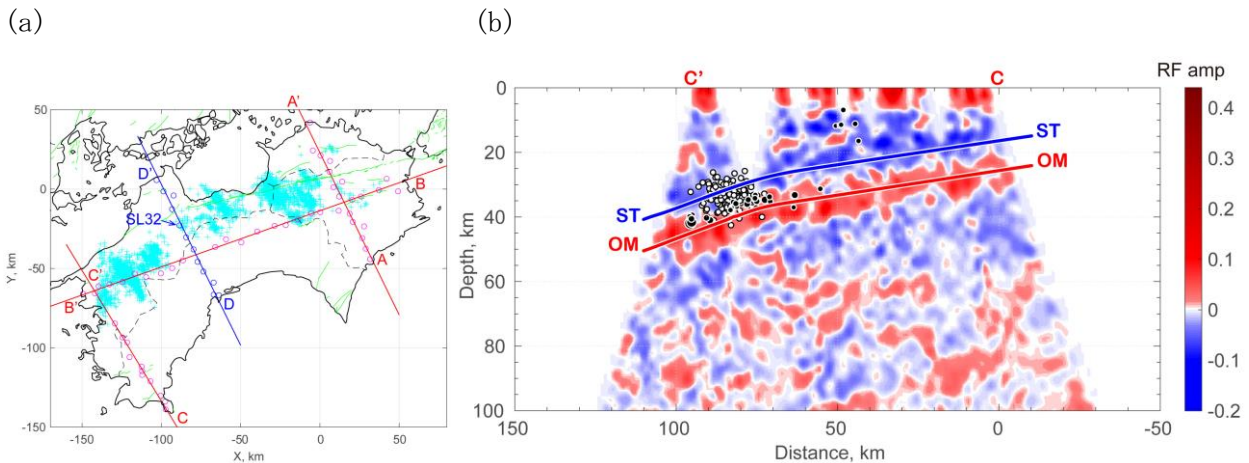 (a)
(b)
A'
D'
SL32
B
A
C'
B'
D
C
50
0
-50
-100
-150
Y, km
-150
-100
-50
0
50
X, km
C'
C
RF amp
0
20
40
60
80
100
Depth, km
ST
OM
ST
OM
150
100
50
0
-50
Distance, km
0.4
0.3
0.2
0.1
0
-0.1
-0.2